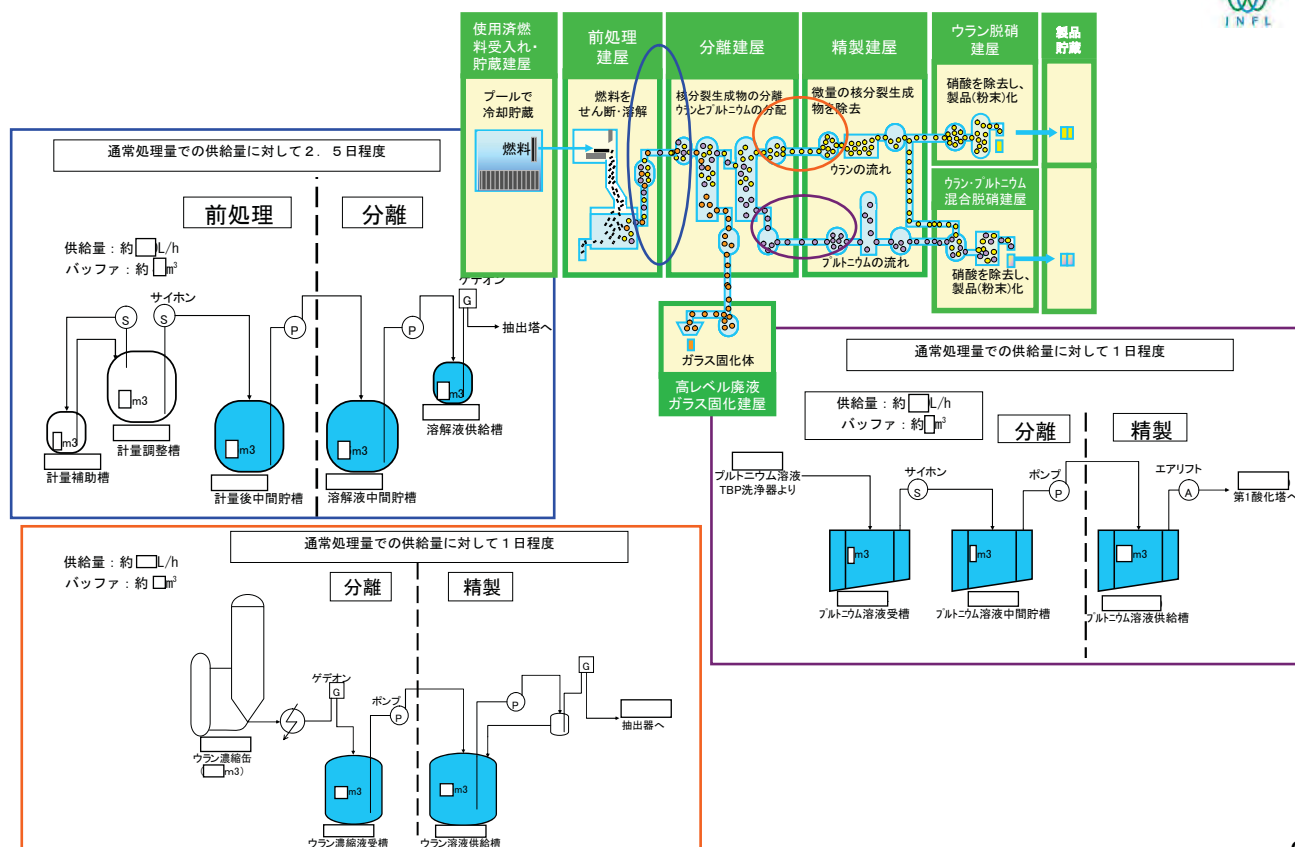 INFL
使用済燃
料受入れ・
貯蔵建屋
前処理
建屋
分離建屋
精製建屋
ウラン脱硝
建屋
製品
貯蔵
プールで
冷却貯蔵
燃料
燃料を
せん断・溶解
核分裂生成物の分離
ウランとプルトニウムの分配
微量の核分裂生成
物を除去
硝酸を除去し、
製品(粉末)化
ウランの流れ
ウラン・プルトニウム
混合脱硝建屋
プルトニウムの流れ
硝酸を除去し、
製品(粉末)化
ガラス固化体
高レベル廃液
ガラス固化建屋
通常処理量での供給量に対して2.5日程度
前処理
分離
供給量：約 L/h
バッファ：約 m³
サイホン
S
S
P
P
ゲデオン
G
抽出塔へ
m3
m3
m3
m3
m3
計量補助槽
計量調整槽
計量後中間貯槽
溶解液中間貯槽
溶解液供給槽
通常処理量での供給量に対して1日程度
供給量：約 L/h
バッファ：約 m³
分離
精製
プルトニウム溶液
TBP洗浄器より
サイホン
S
ポンプ
P
エアリフト
A
第1酸化塔へ
m3
m3
m3
プルトニウム溶液受槽
プルトニウム溶液中間貯槽
プルトニウム溶液供給槽
通常処理量での供給量に対して1日程度
供給量：約 L/h
バッファ：約 m³
分離
精製
ゲデオン
G
ポンプ
P
P
G
抽出器へ
ウラン濃縮缶
( m3)
m3
m3
ウラン濃縮液受槽
ウラン溶液供給槽